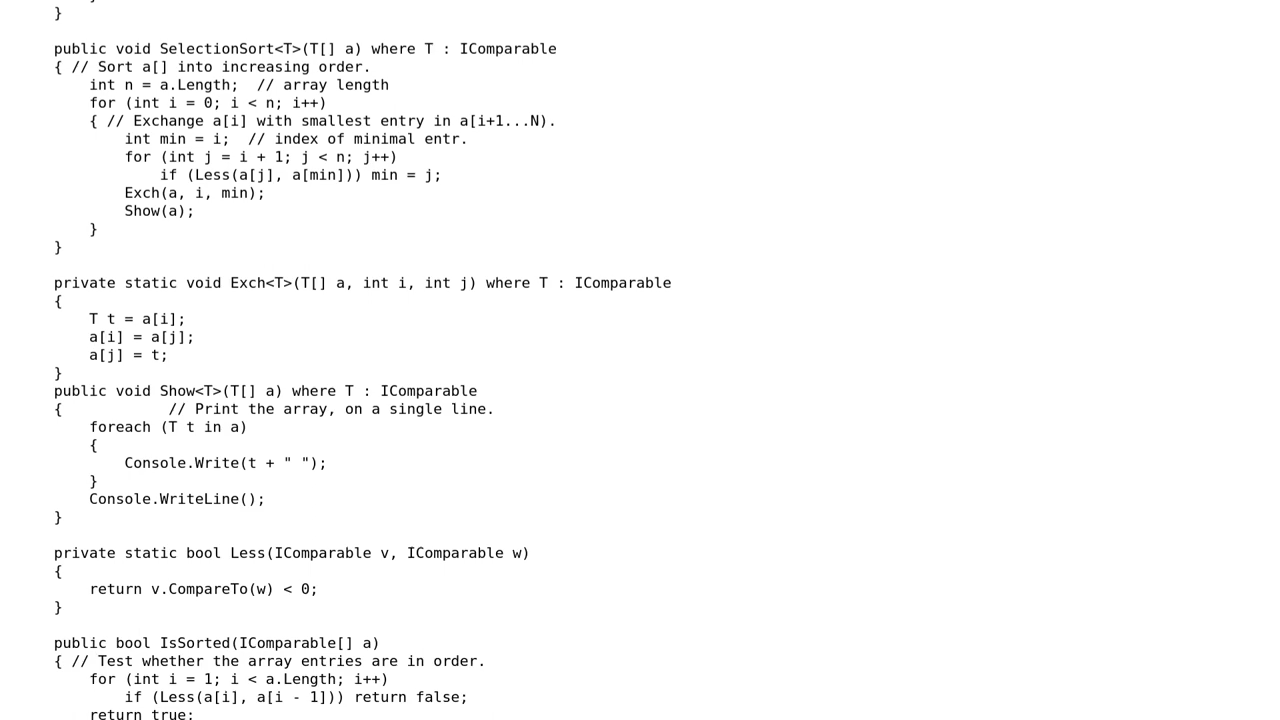 }
public void SelectionSort<T>(T[] a) where T : IComparable
{ // Sort a[] into increasing order.
int n = a.Length;  // array length
for (int i = 0; i < n; i++)
{ // Exchange a[i] with smallest entry in a[i+1...N).
int min = i;  // index of minimal entr.
for (int j = i + 1; j < n; j++)
if (Less(a[j], a[min])) min = j;
Exch(a, i, min);
Show(a);
}
}
private static void Exch<T>(T[] a, int i, int j) where T : IComparable
{
T t = a[i];
a[i] = a[j];
a[j] = t;
}
public void Show<T>(T[] a) where T : IComparable
{            // Print the array, on a single line.
foreach (T t in a)
{
Console.Write(t + " ");
}
Console.WriteLine();
}
private static bool Less(IComparable v, IComparable w)
{
return v.CompareTo(w) < 0;
}
public bool IsSorted(IComparable[] a)
{ // Test whether the array entries are in order.
for (int i = 1; i < a.Length; i++)
if (Less(a[i], a[i - 1])) return false;
return true;